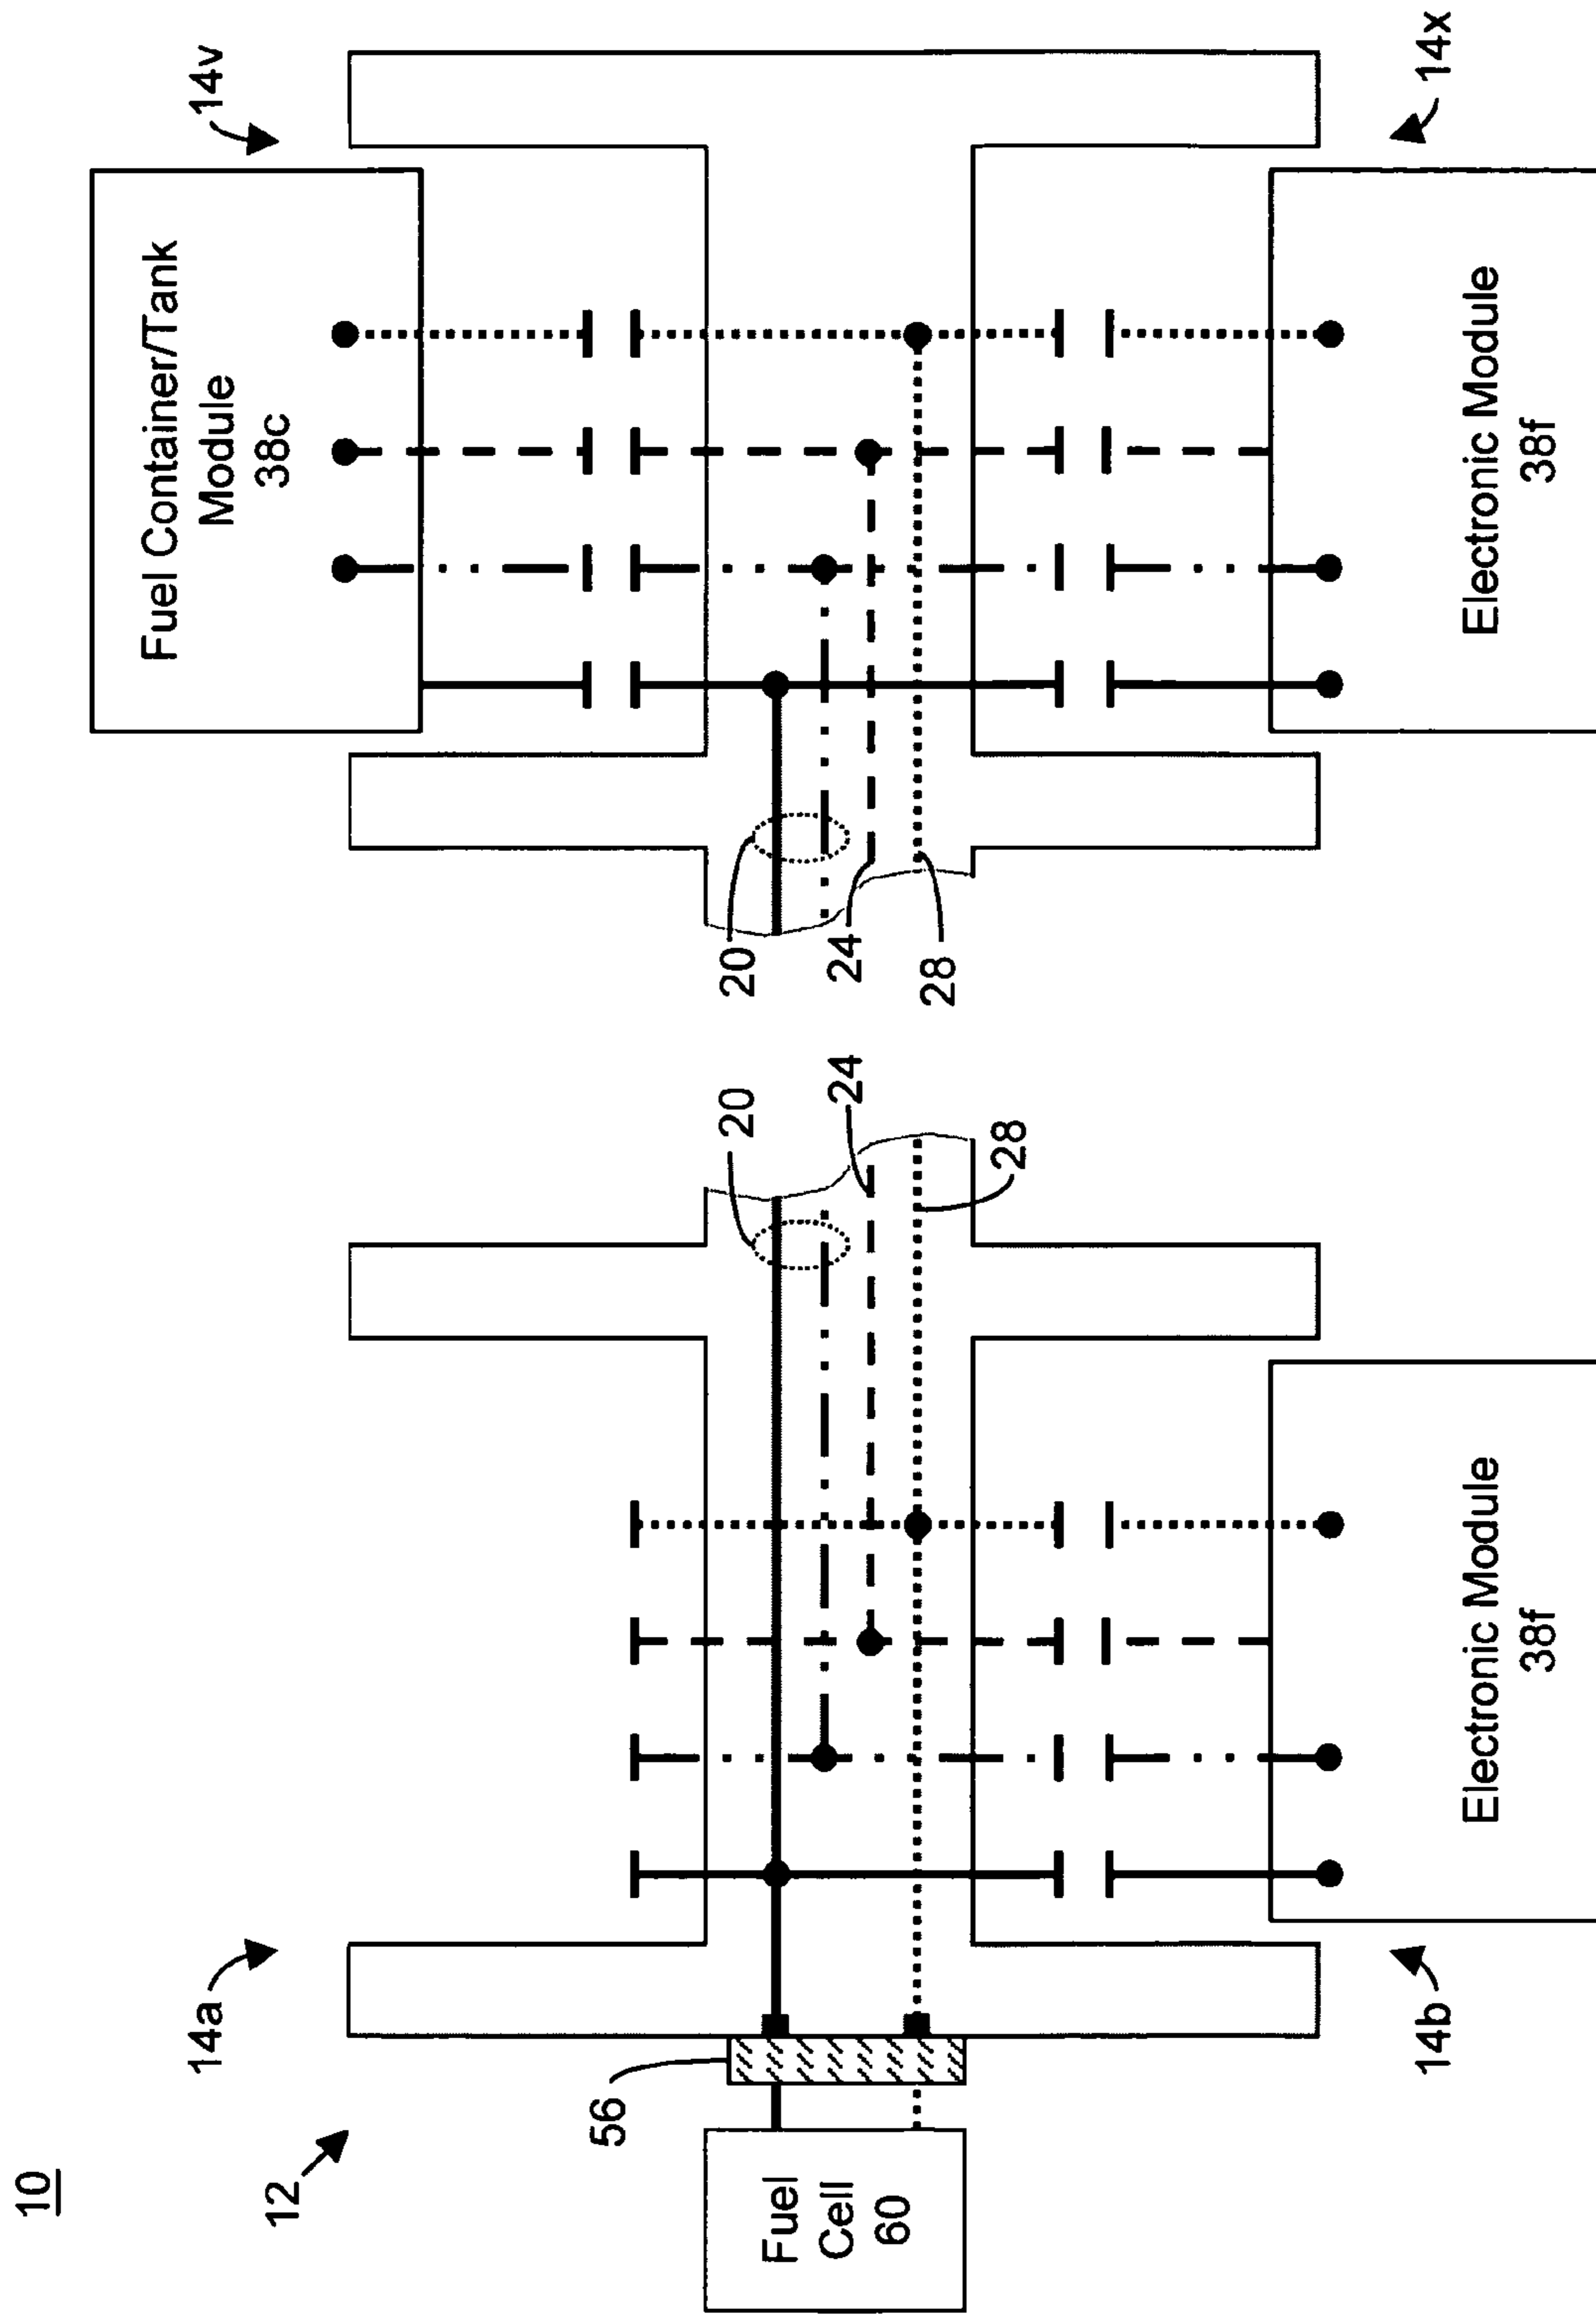 10
12
14a
14v
Fuel Container/Tank
Module
38c
56
20
20
24
24
28
28
Fuel
Cell
60
14b
14x
Electronic Module
38f
Electronic Module
38f